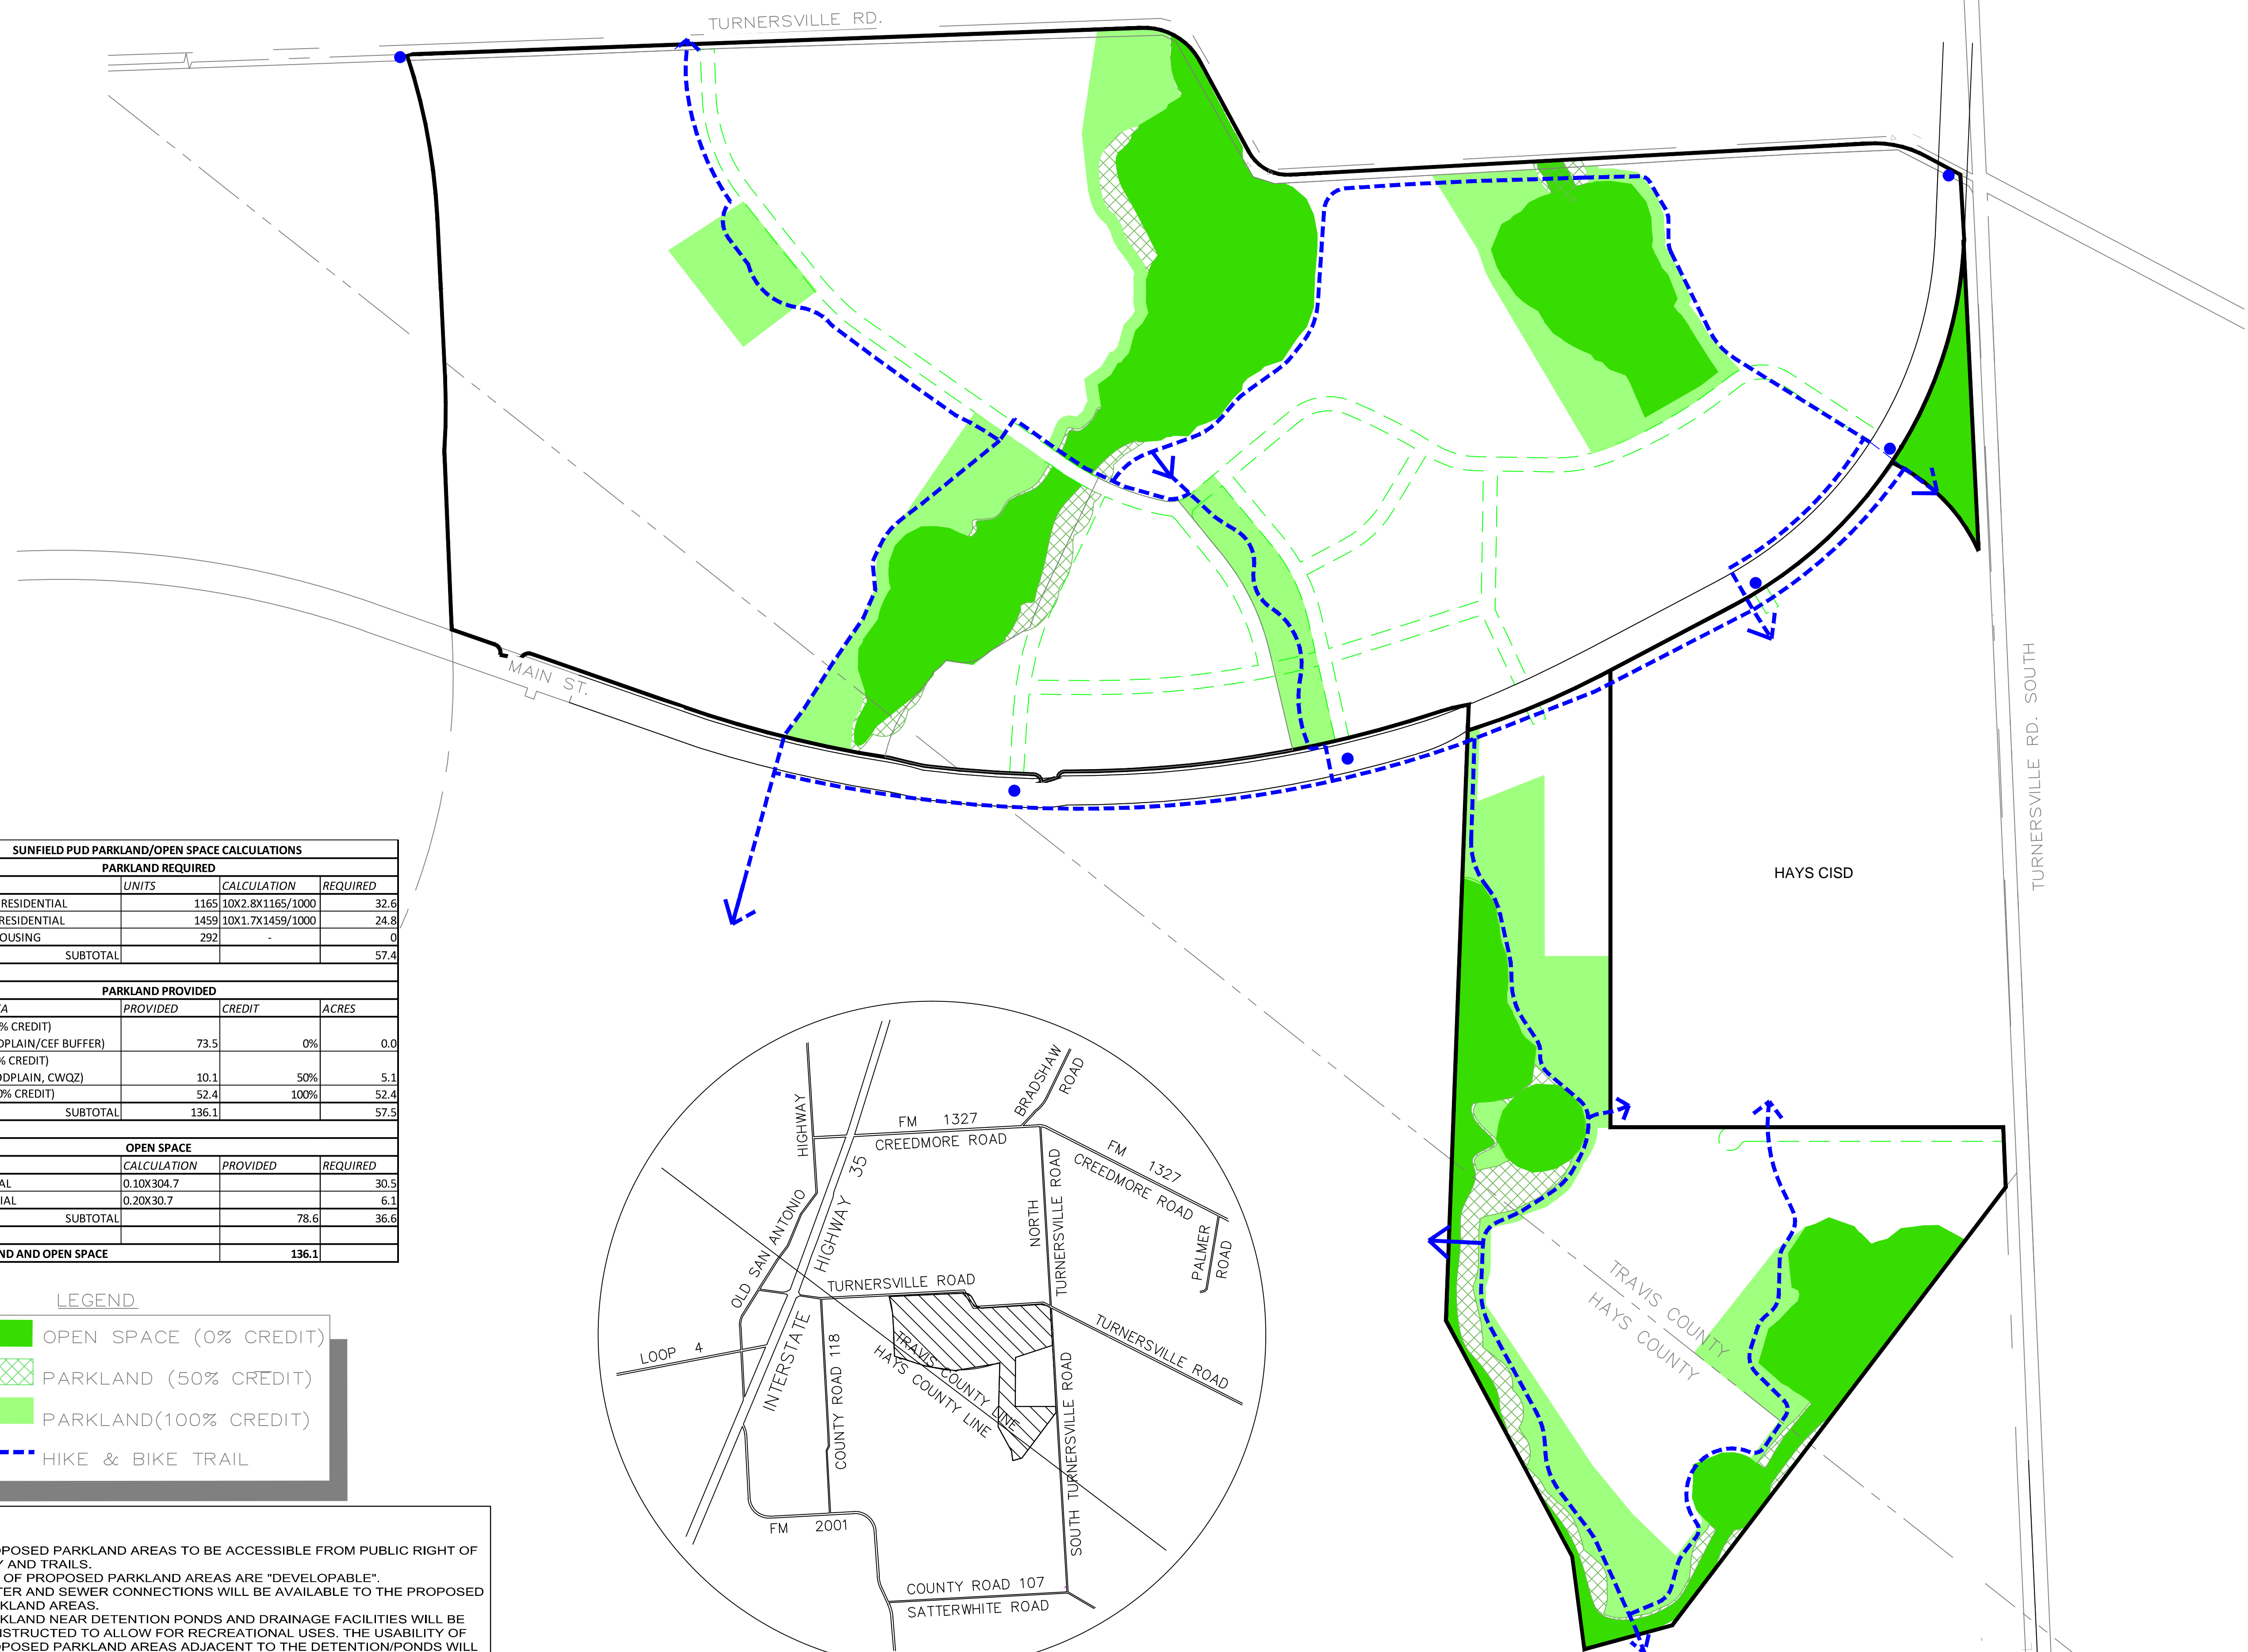 TURNERSVILLE RD.
MAIN ST.
TURNERSVILLE RD. SOUTH
HAYS CISD
TRAVIS COUNTY
HAYS COUNTY
SUNFIELD PUD PARKLAND/OPEN SPACE CALCULATIONS
PARKLAND REQUIRED
UNITS CALCULATION REQUIRED
RESIDENTIAL 1165 10X2.8X1165/1000 32.6
RESIDENTIAL 1459 10X1.7X1459/1000 24.8
OUSING 292 - 0
SUBTOTAL 57.4
PARKLAND PROVIDED
PROVIDED CREDIT ACRES
% CREDIT)
DPLAIN/CEF BUFFER) 73.5 0% 0.0
% CREDIT)
ODPLAIN, CWQZ) 10.1 50% 5.1
0% CREDIT) 52.4 100% 52.4
SUBTOTAL 136.1 57.5
OPEN SPACE
CALCULATION PROVIDED REQUIRED
AL 0.10X304.7 30.5
IAL 0.20X30.7 6.1
SUBTOTAL 78.6 36.6
ND AND OPEN SPACE 136.1
LEGEND
OPEN SPACE (0% CREDIT)
PARKLAND (50% CREDIT)
PARKLAND(100% CREDIT)
HIKE & BIKE TRAIL
OPOSED PARKLAND AREAS TO BE ACCESSIBLE FROM PUBLIC RIGHT OF
Y AND TRAILS.
OF PROPOSED PARKLAND AREAS ARE "DEVELOPABLE".
TER AND SEWER CONNECTIONS WILL BE AVAILABLE TO THE PROPOSED
RKLAND AREAS.
RKLAND NEAR DETENTION PONDS AND DRAINAGE FACILITIES WILL BE
NSTRUCTED TO ALLOW FOR RECREATIONAL USES. THE USABILITY OF
OPOSED PARKLAND AREAS ADJACENT TO THE DETENTION/PONDS WILL
HIGHWAY
OLD SAN ANTONIO
INTERSTATE HIGHWAY 35
FM 1327
CREEDMORE ROAD
BRADSHAW
ROAD
FM 1327
CREEDMORE ROAD
NORTH
TURNERSVILLE ROAD
PALMER
ROAD
TURNERSVILLE ROAD
TURNERSVILLE ROAD
LOOP 4
COUNTY ROAD 118
TRAVIS COUNTY LINE
HAYS COUNTY LINE
SOUTH TURNERSVILLE ROAD
FM 2001
COUNTY ROAD 107
SATTERWHITE ROAD